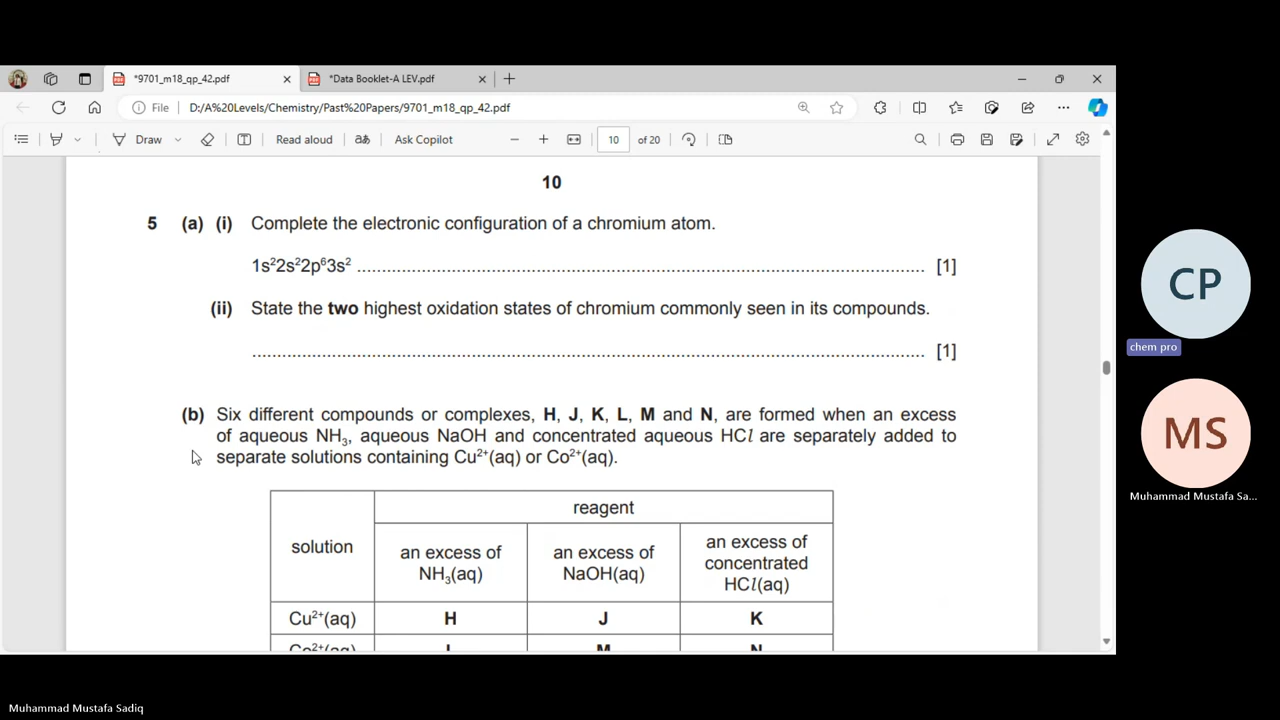 *9701_m18_qp_42.pdf
*Data Booklet-A LEV.pdf
File D:/A%20Levels/Chemistry/Past%20Papers/9701_m18_qp_42.pdf
Draw Read aloud aあ Ask Copilot 10 of 20
10
5 (a) (i) Complete the electronic configuration of a chromium atom.
1s²2s²2p⁶3s² .......................................................................................................... [1]
(ii) State the two highest oxidation states of chromium commonly seen in its compounds.
.......................................................................................................... [1]
(b) Six different compounds or complexes, H, J, K, L, M and N, are formed when an excess
of aqueous NH₃, aqueous NaOH and concentrated aqueous HCl are separately added to
separate solutions containing Cu²⁺(aq) or Co²⁺(aq).
solution
reagent
an excess of
NH₃(aq)
an excess of
NaOH(aq)
an excess of
concentrated
HCl(aq)
Cu²⁺(aq) H J K
Co²⁺(aq) L M N
CP
chem pro
MS
Muhammad Mustafa Sa...
Muhammad Mustafa Sadiq